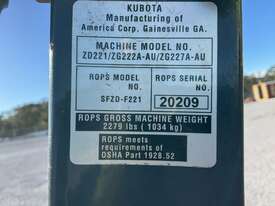 KUBOTA
Manufacturing of
America Corp. Gainesville GA.
MACHINE MODEL NO.
ZD221/ZG222A-AU/ZG227A-AU
ROPS MODEL NO.
SFZD-F221
ROPS SERIAL NO.
20209
ROPS GROSS MACHINE WEIGHT
2279 lbs (1034 kg)
ROPS meets
requirements of
OSHA Part 1928.52